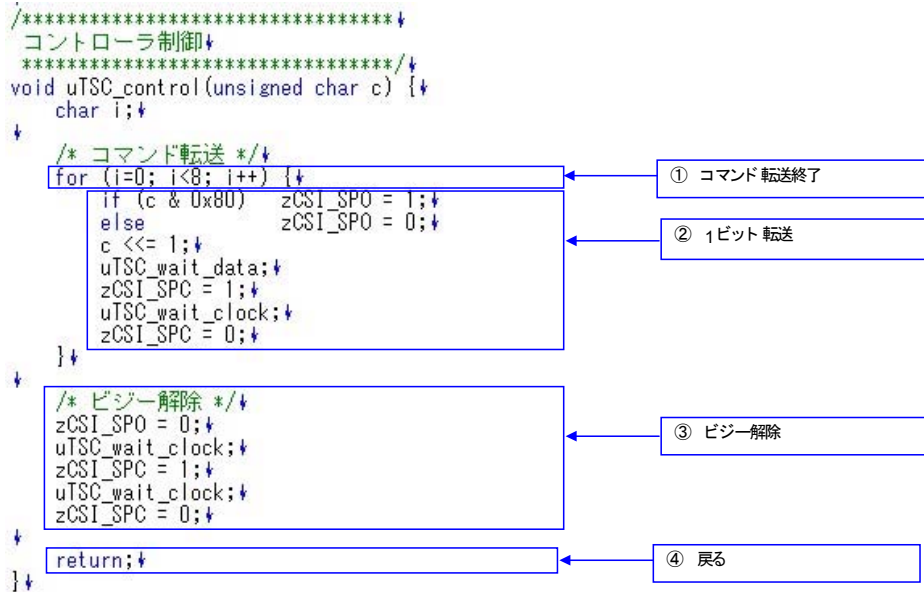 /*********************************↓
コントローラ制御↓
*********************************/↓
void uTSC_control(unsigned char c) {↓
char i;↓
↓
/* コマンド転送 */↓
for (i=0; i<8; i++) {↓
① コマンド 転送終了
if (c & 0x80) zCSI_SPO = 1;↓
else zCSI_SPO = 0;↓
② 1ビット 転送
c <<= 1;↓
uTSC_wait_data;↓
zCSI_SPC = 1;↓
uTSC_wait_clock;↓
zCSI_SPC = 0;↓
}↓
↓
/* ビジー解除 */↓
zCSI_SPO = 0;↓
③ ビジー解除
uTSC_wait_clock;↓
zCSI_SPC = 1;↓
uTSC_wait_clock;↓
zCSI_SPC = 0;↓
↓
return;↓
④ 戻る
}↓